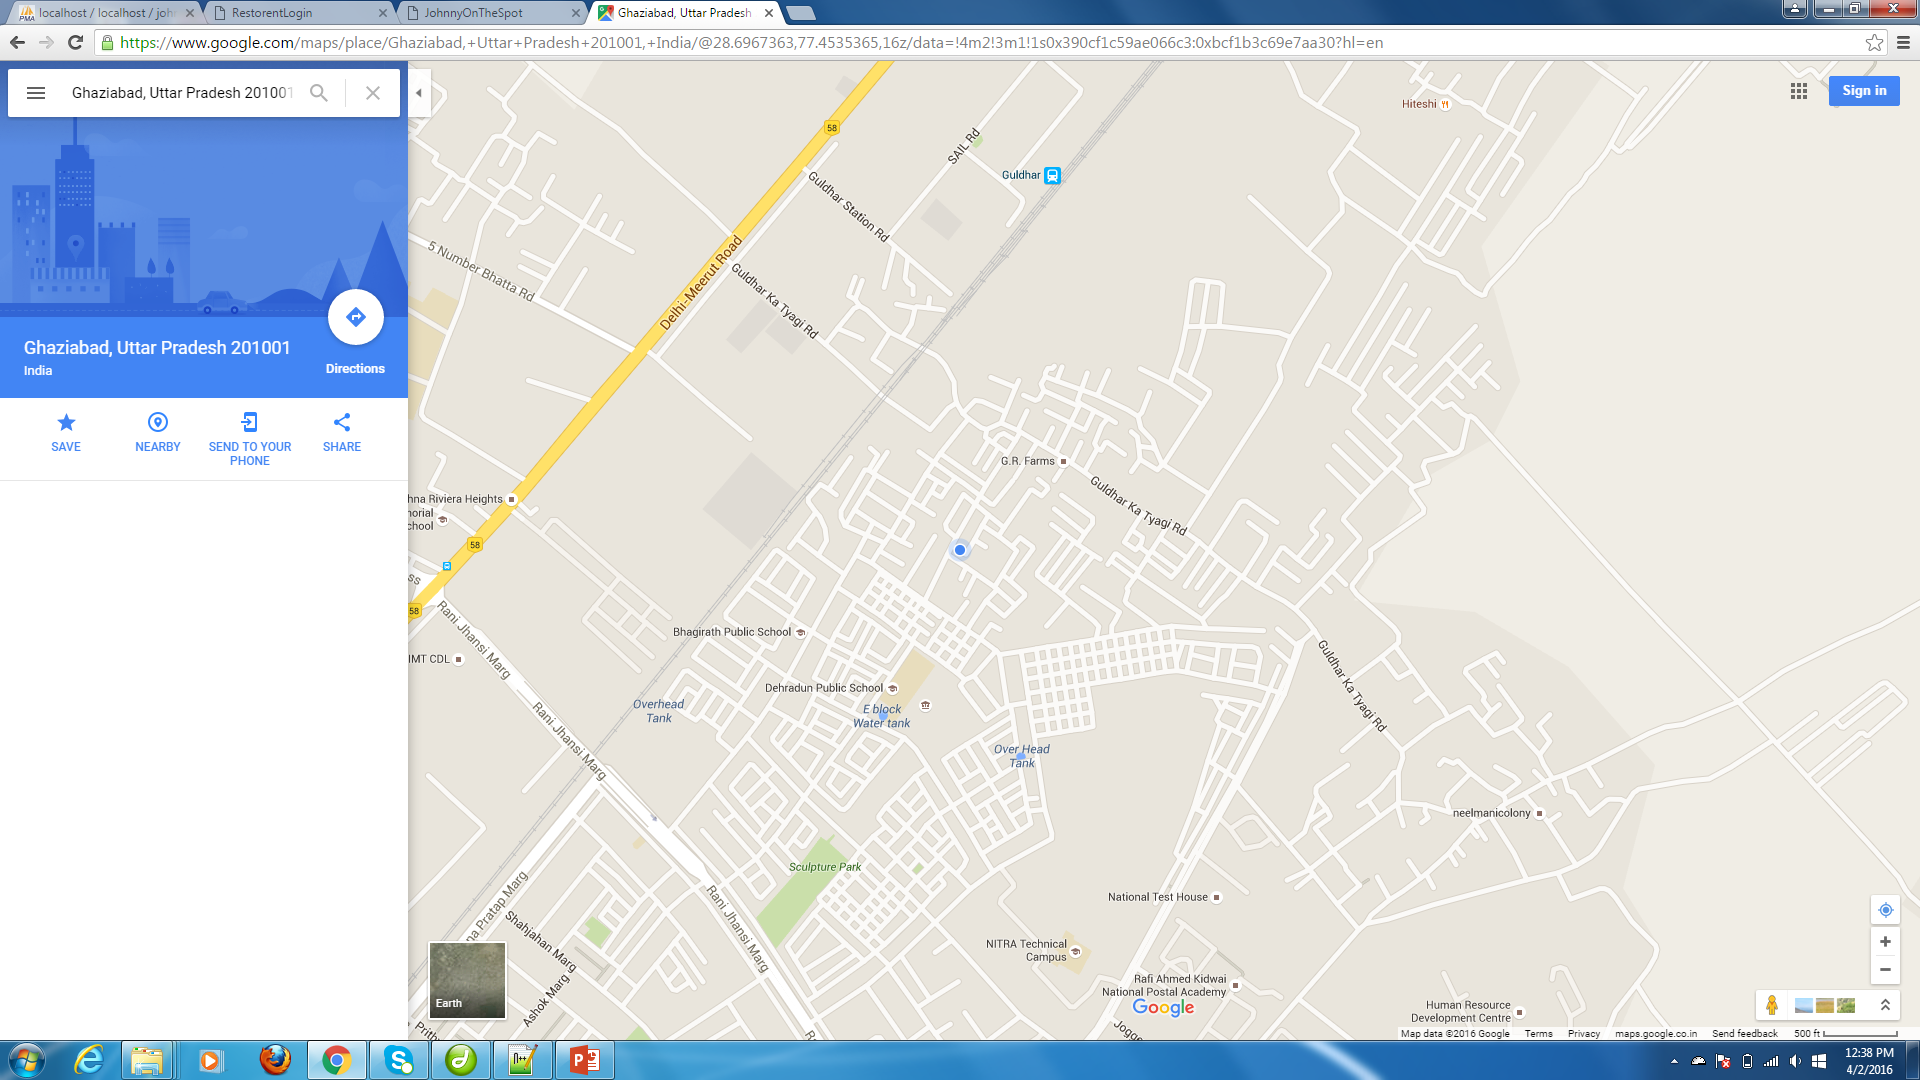 localhost / localhost / joh
RestorentLogin
JohnnyOnTheSpot
Ghaziabad, Uttar Pradesh
https://www.google.com/maps/place/Ghaziabad,+Uttar+Pradesh+201001,+India/@28.6967363,77.4535365,16z/data=!4m2!3m1!1s0x390cf1c59ae066c3:0xbcf1b3c69e7aa30?hl=en
Ghaziabad, Uttar Pradesh 201001
Sign in
Ghaziabad, Uttar Pradesh 201001
India
Directions
SAVE
NEARBY
SEND TO YOUR
PHONE
SHARE
Hiteshi
58
SAIL Rd
Guldhar
Guldhar Station Rd
5 Number Bhatta Rd
Delhi-Meerut Road
Guldhar Ka Tyagi Rd
G.R. Farms
Guldhar Ka Tyagi Rd
hna Riviera Heights
orial
chool
58
ss
58
Rani Jhansi Marg
Bhagirath Public School
IMT CDL
Dehradun Public School
Overhead
Tank
E block
Water tank
Guldhar Ka Tyagi Rd
Rani Jhansi Marg
Over Head
Tank
neelmanicolony
Sculpture Park
National Test House
na Pratap Marg
Shahjahan Marg
Rani Jhansi Marg
NITRA Technical
Campus
Ashok Marg
Rafi Ahmed Kidwai
National Postal Academy
Human Resource
Development Centre
Earth
Google
Prith
R
Jogge
Map data ©2016 Google
Terms
Privacy
maps.google.co.in
Send feedback
500 ft
12:38 PM
4/2/2016